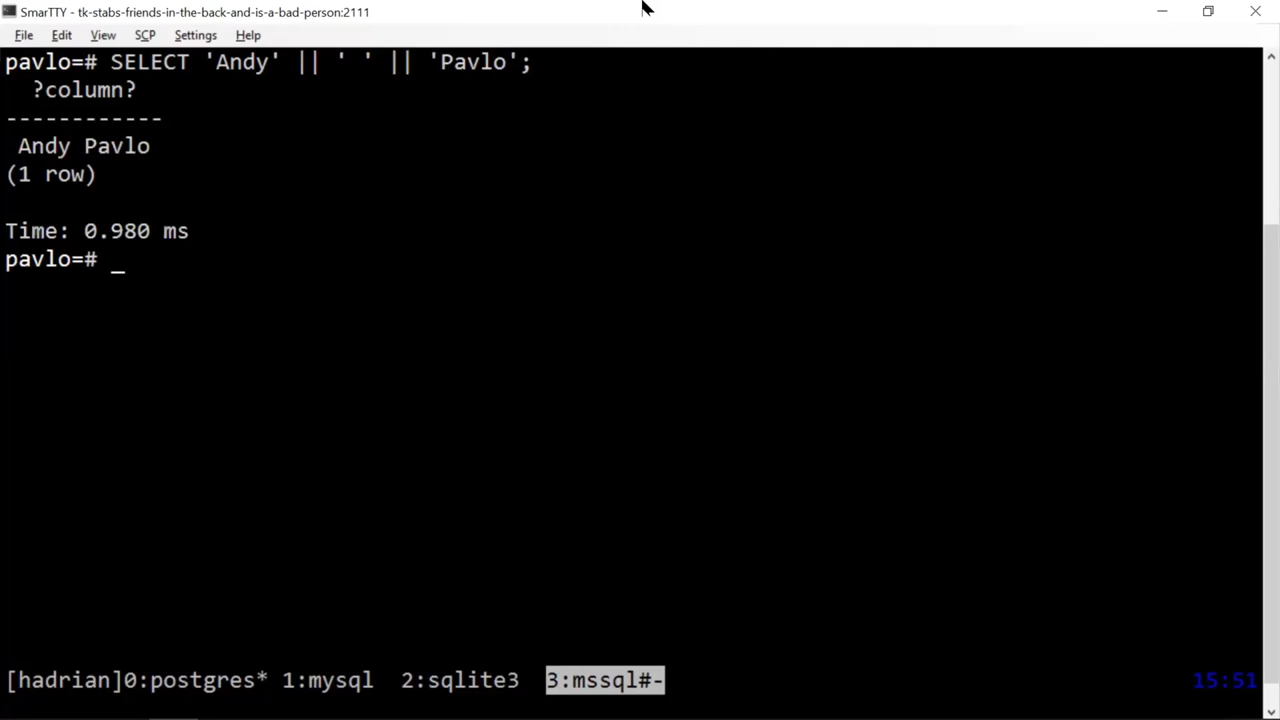 SmarTTY - tk-stabs-friends-in-the-back-and-is-a-bad-person:2111
File Edit View SCP Settings Help
pavlo=# SELECT 'Andy' || ' ' || 'Pavlo';
?column?
------------
Andy Pavlo
(1 row)
Time: 0.980 ms
pavlo=# _
[hadrian]0:postgres* 1:mysql 2:sqlite3 3:mssql#- 15:51